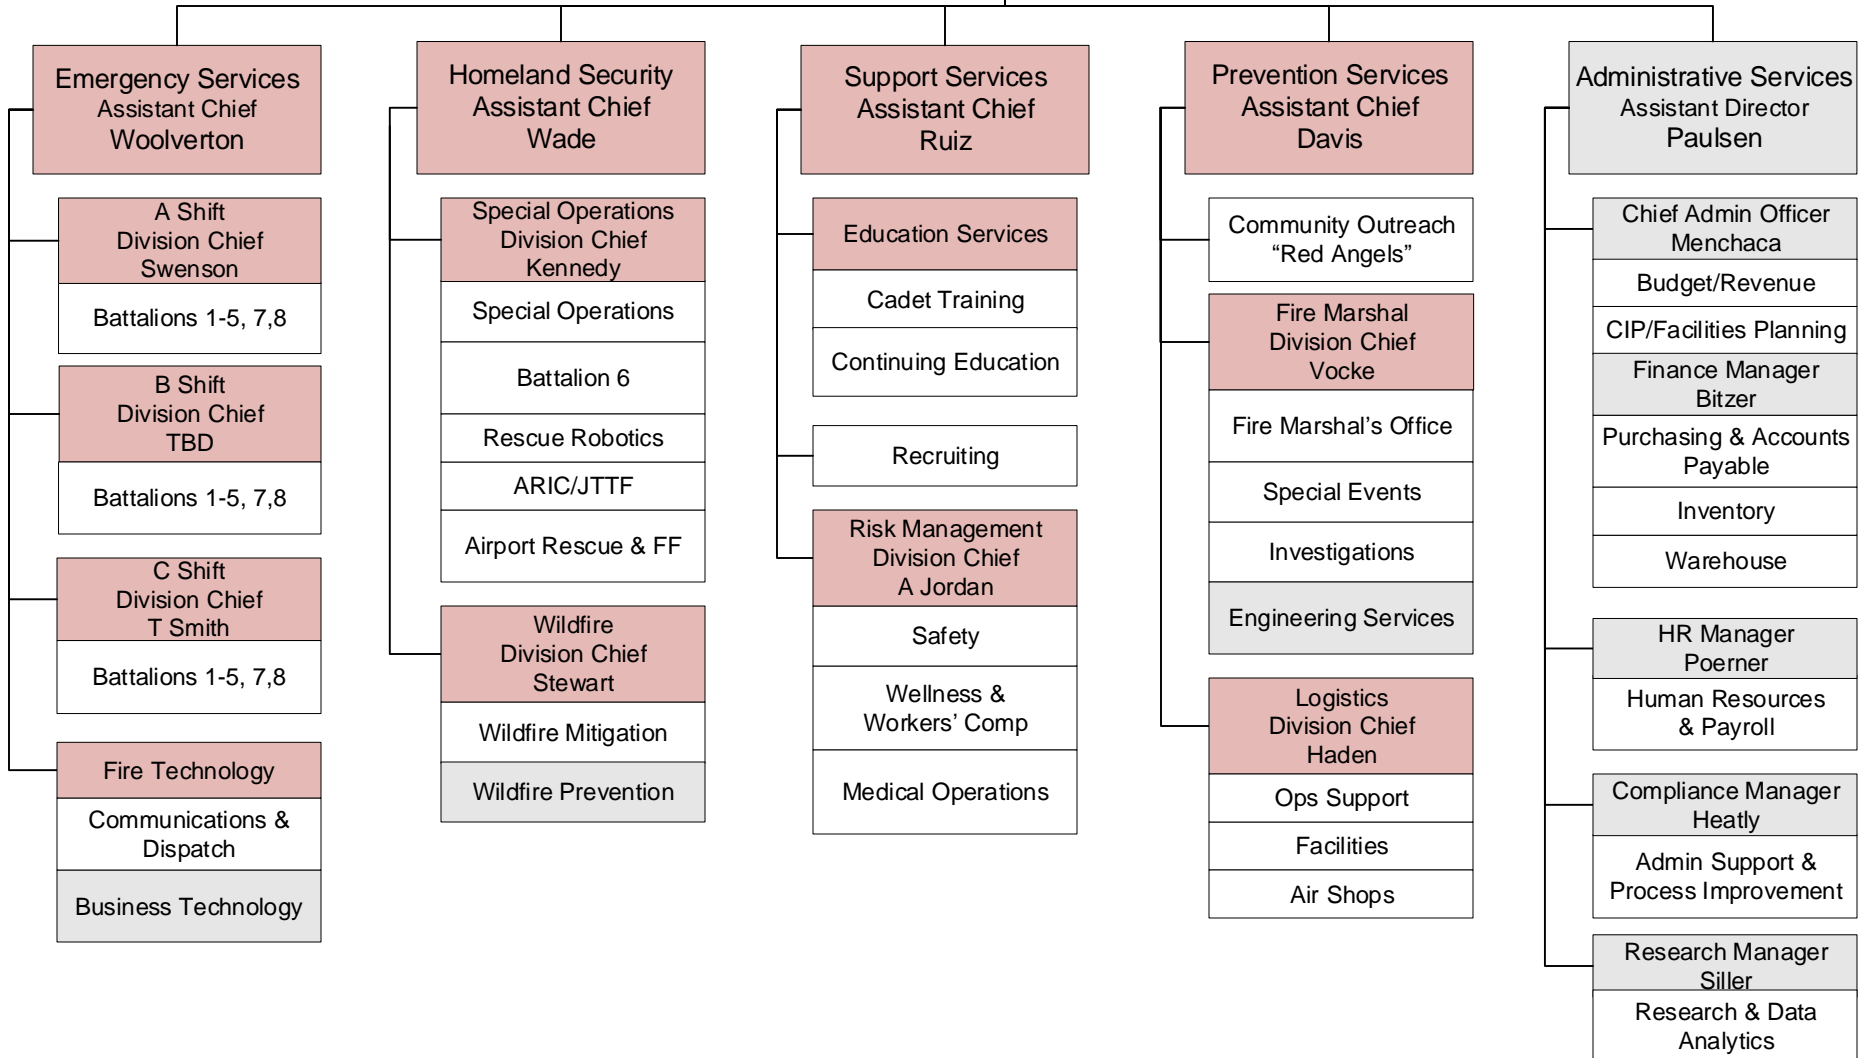 Emergency Services
Assistant Chief
Woolverton
A Shift
Division Chief
Swenson
Battalions 1-5, 7,8
B Shift
Division Chief
TBD
Battalions 1-5, 7,8
C Shift
Division Chief
T Smith
Battalions 1-5, 7,8
Fire Technology
Communications &
Dispatch
Business Technology
Homeland Security
Assistant Chief
Wade
Special Operations
Division Chief
Kennedy
Special Operations
Battalion 6
Rescue Robotics
ARIC/JTTF
Airport Rescue & FF
Wildfire
Division Chief
Stewart
Wildfire Mitigation
Wildfire Prevention
Support Services
Assistant Chief
Ruiz
Education Services
Cadet Training
Continuing Education
Recruiting
Risk Management
Division Chief
A Jordan
Safety
Wellness &
Workers’ Comp
Medical Operations
Prevention Services
Assistant Chief
Davis
Community Outreach
“Red Angels”
Fire Marshal
Division Chief
Vocke
Fire Marshal’s Office
Special Events
Investigations
Engineering Services
Logistics
Division Chief
Haden
Ops Support
Facilities
Air Shops
Administrative Services
Assistant Director
Paulsen
Chief Admin Officer
Menchaca
Budget/Revenue
CIP/Facilities Planning
Finance Manager
Bitzer
Purchasing & Accounts
Payable
Inventory
Warehouse
HR Manager
Poerner
Human Resources
& Payroll
Compliance Manager
Heatly
Admin Support &
Process Improvement
Research Manager
Siller
Research & Data
Analytics